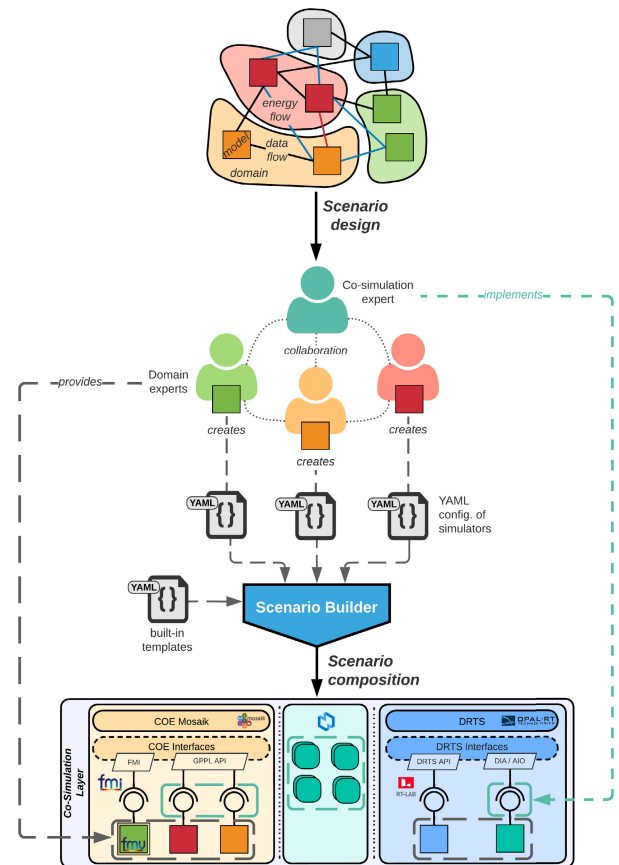 energy
flow
model
data
flow
domain
Scenario
design
Co-simulation
expert
implements
collaboration
Domain
experts
provides
creates
creates
creates
YAML
YAML
YAML
YAML
config. of
simulators
YAML
Scenario Builder
built-in
templates
Scenario
composition
Co-Simulation
Layer
COE Mosaik
mosaik
COE Interfaces
FMI
GPPL API
fmi
fmu
DRTS
OPAL-RT
TECHNOLOGIES
DRTS Interfaces
DRTS API
DIA / AIO
RT-LAB